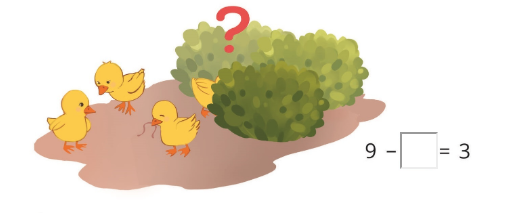 ?
9 - = 3